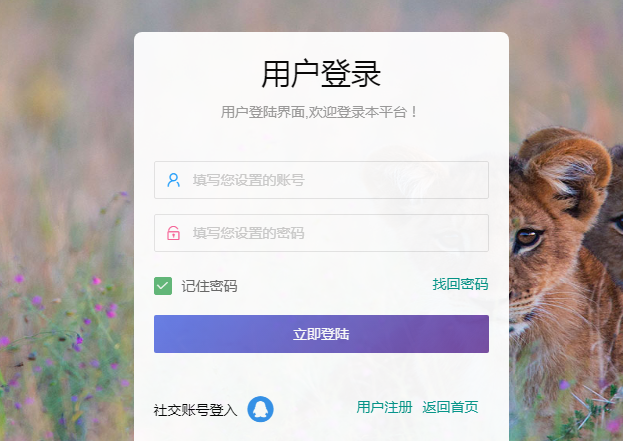 用户登录
用户登陆界面,欢迎登录本平台！
填写您设置的账号
填写您设置的密码
记住密码 找回密码
立即登陆
社交账号登入 用户注册 返回首页